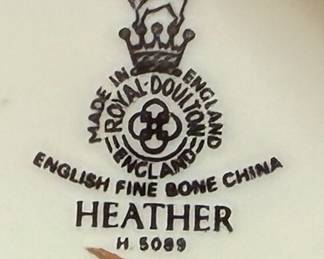 MADE IN ENGLAND
ROYAL-DOULTON
ENGLAND
ENGLISH FINE BONE CHINA
HEATHER
H 5089